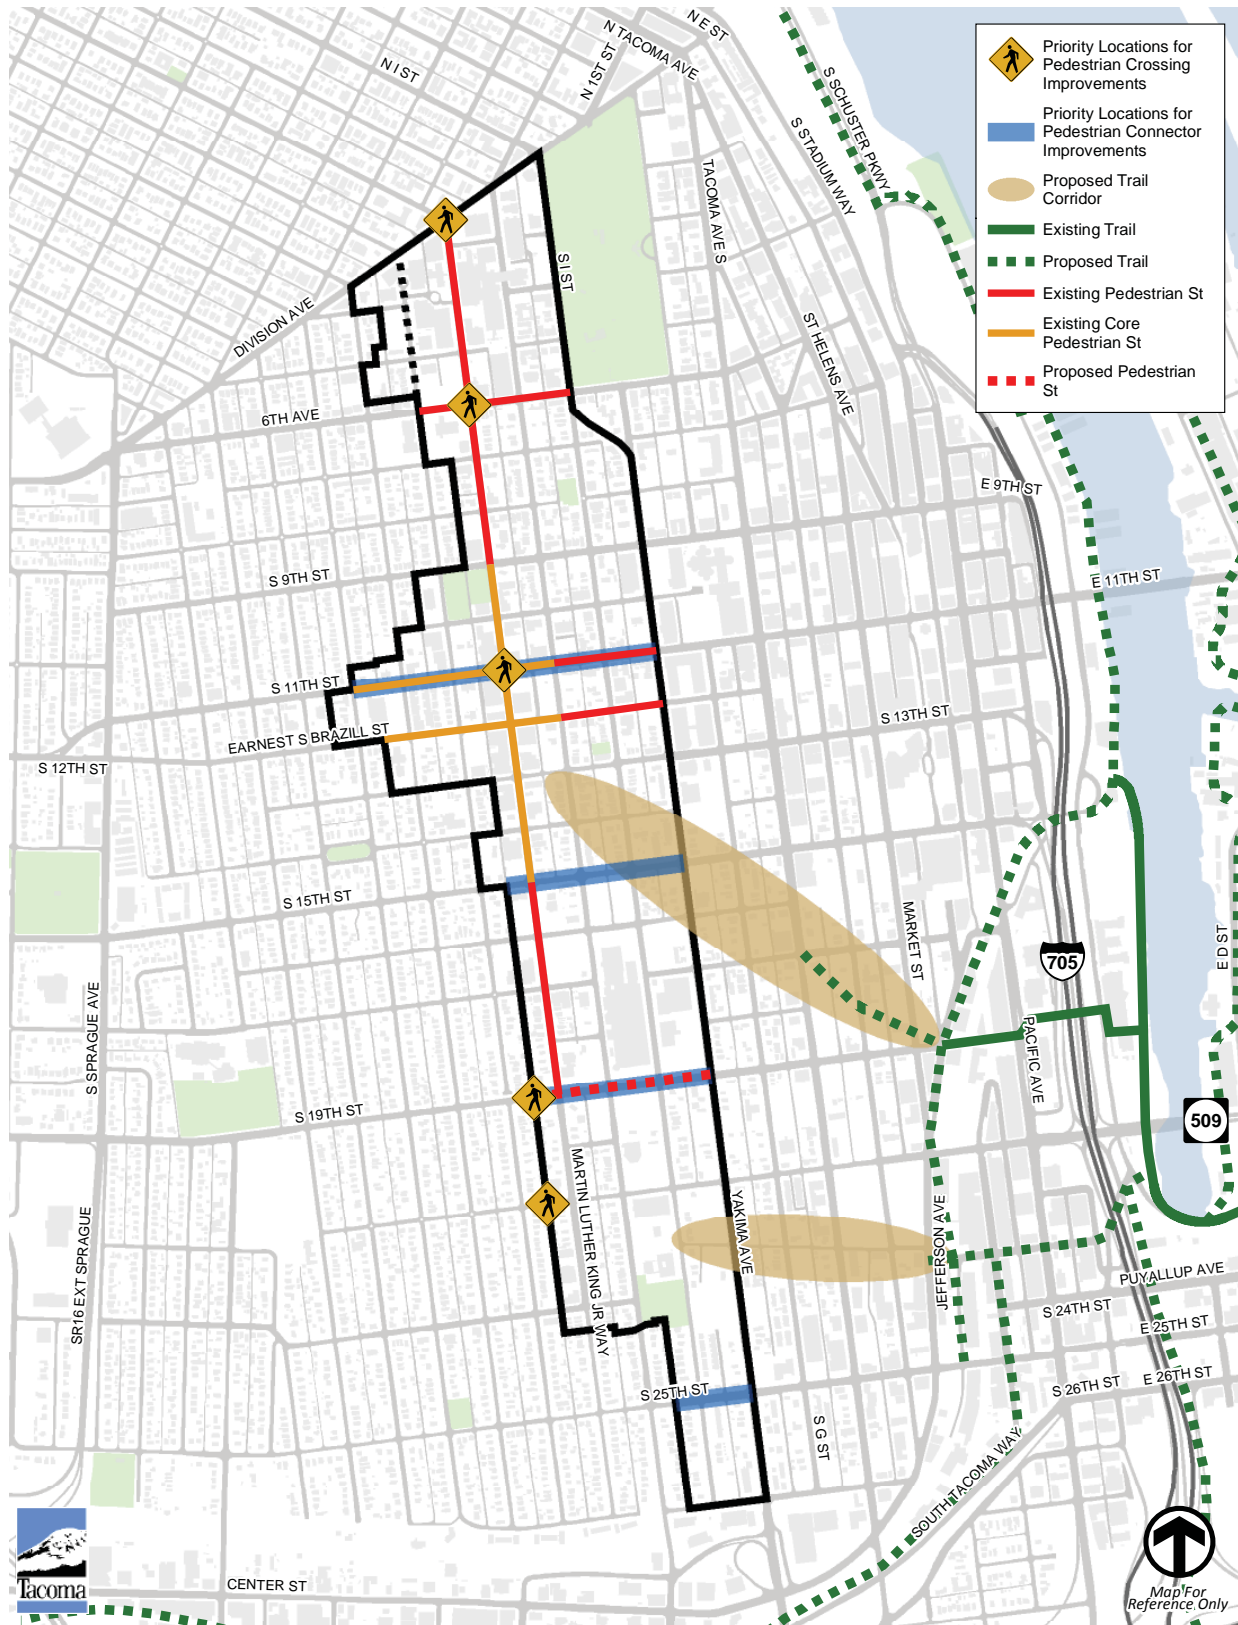 N E ST
N TACOMA AVE
N 1ST ST
N I ST
S SCHUSTER PKWY
S STADIUM WAY
TACOMA AVE S
S I ST
DIVISION AVE
ST HELENS AVE
6TH AVE
E 9TH ST
S 9TH ST
E 11TH ST
S 11TH ST
EARNEST S BRAZILL ST
S 13TH ST
S 12TH ST
S 15TH ST
MARKET ST
E D ST
705
S SPRAGUE AVE
PACIFIC AVE
S 19TH ST
509
MARTIN LUTHER KING JR WAY
YAKIMA AVE
JEFFERSON AVE
SR16 EXT SPRAGUE
PUYALLUP AVE
S 24TH ST
E 25TH ST
S 25TH ST
S 26TH ST
E 26TH ST
S G ST
SOUTH TACOMA WAY
CENTER ST
Priority Locations for
Pedestrian Crossing
Improvements
Priority Locations for
Pedestrian Connector
Improvements
Proposed Trail
Corridor
Existing Trail
Proposed Trail
Existing Pedestrian St
Existing Core
Pedestrian St
Proposed Pedestrian
St
Tacoma
Map For
Reference Only